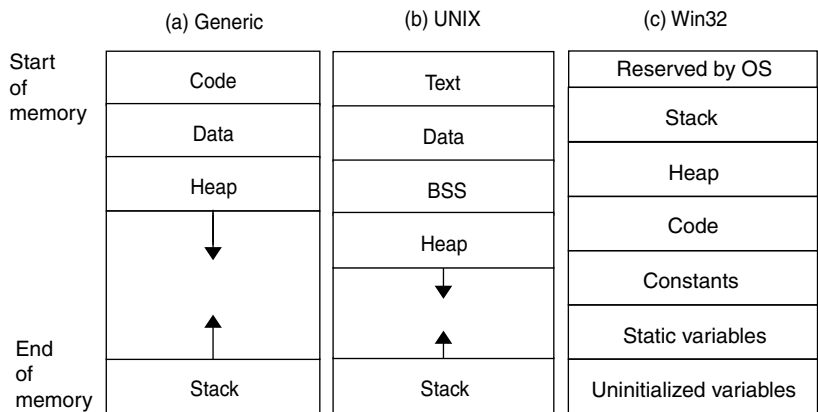 (a) Generic
(b) UNIX
(c) Win32
Start
of
memory
End
of
memory
Code
Data
Heap
Stack
Text
Data
BSS
Heap
Stack
Reserved by OS
Stack
Heap
Code
Constants
Static variables
Uninitialized variables